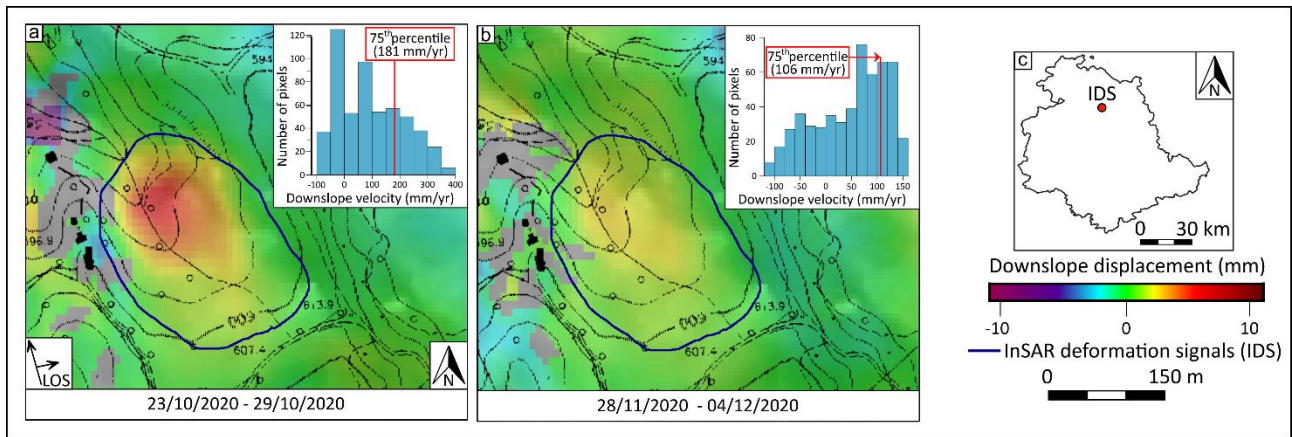 a
120
100
80
60
40
20
0
Number of pixels
75th percentile
(181 mm/yr)
-100 0 100 200 300 400
Downslope velocity (mm/yr)
594
596.8
613.9
607.4
LOS
N
23/10/2020 - 29/10/2020
b
80
60
40
20
0
Number of pixels
75th percentile
(106 mm/yr)
-100 -50 0 50 100 150
Downslope velocity (mm/yr)
594
596.8
613.9
607.4
N
28/11/2020 - 04/12/2020
c
N
IDS
0 30 km
Downslope displacement (mm)
-10 0 10
InSAR deformation signals (IDS)
0 150 m